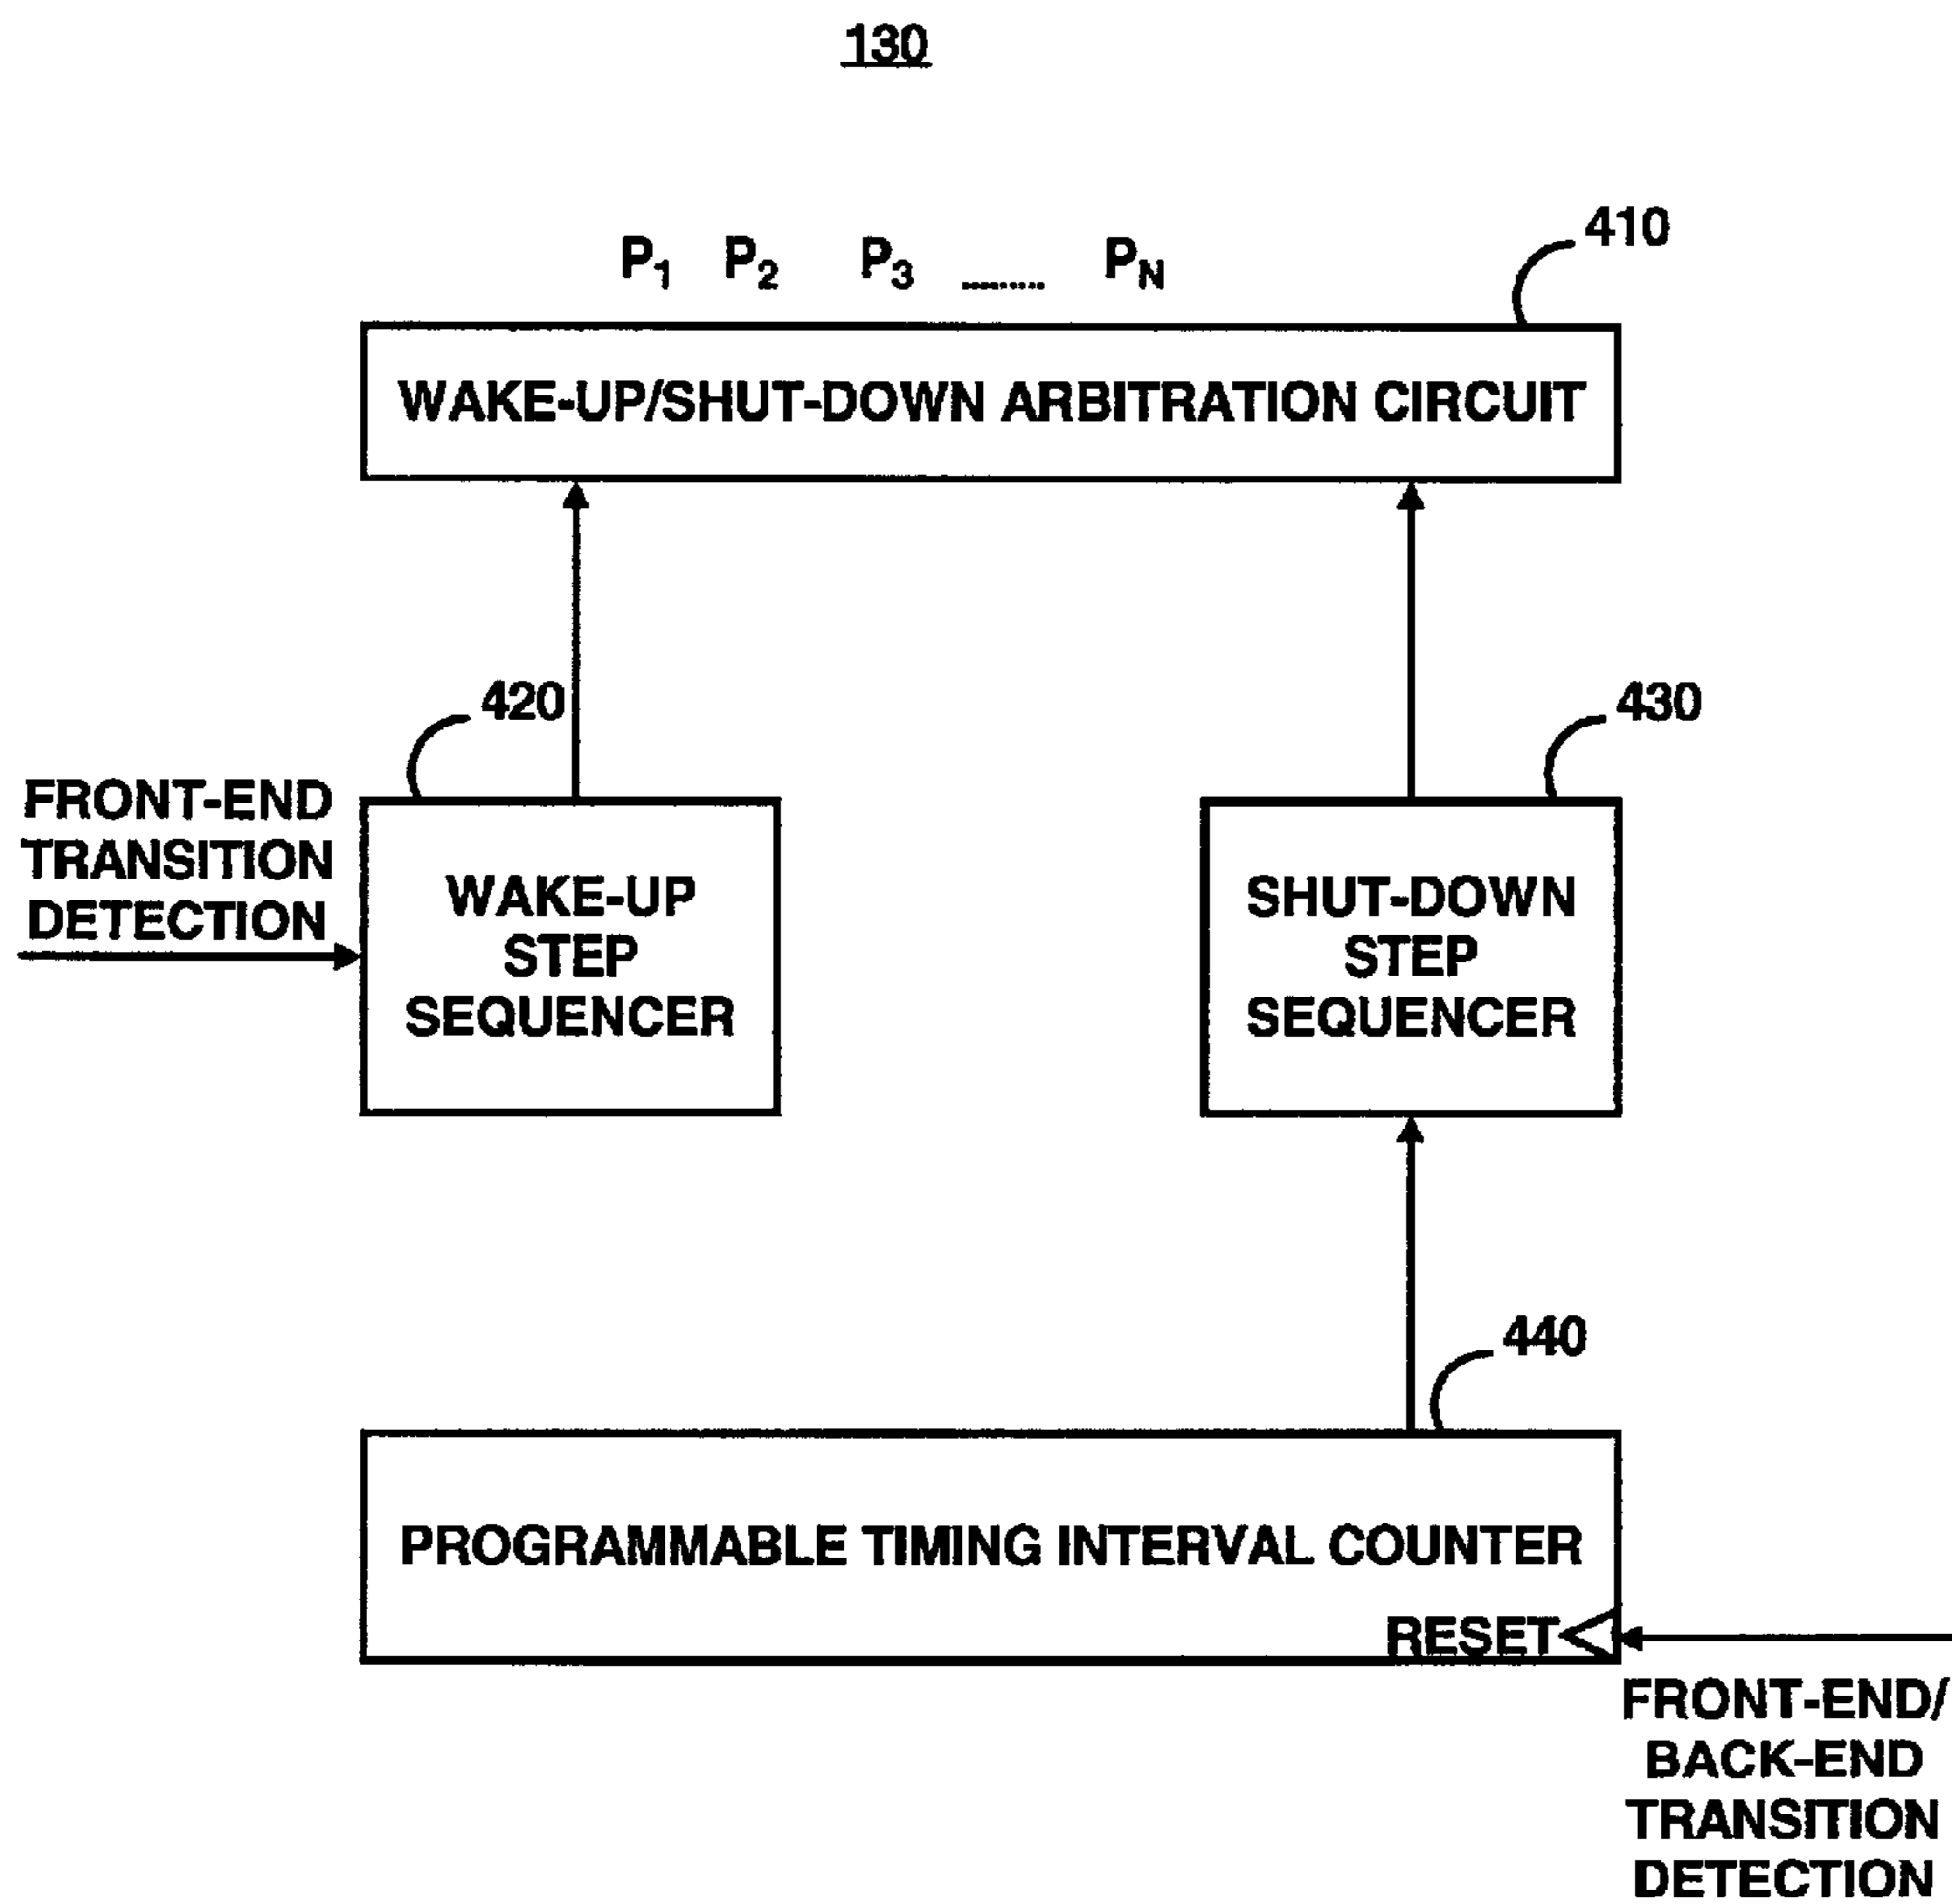 130
410
P₁ P₂ P₃ ......... P_N
WAKE-UP/SHUT-DOWN ARBITRATION CIRCUIT
420
430
FRONT-END
TRANSITION
DETECTION
WAKE-UP
STEP
SEQUENCER
SHUT-DOWN
STEP
SEQUENCER
440
PROGRAMMABLE TIMING INTERVAL COUNTER
RESET
FRONT-END/
BACK-END
TRANSITION
DETECTION